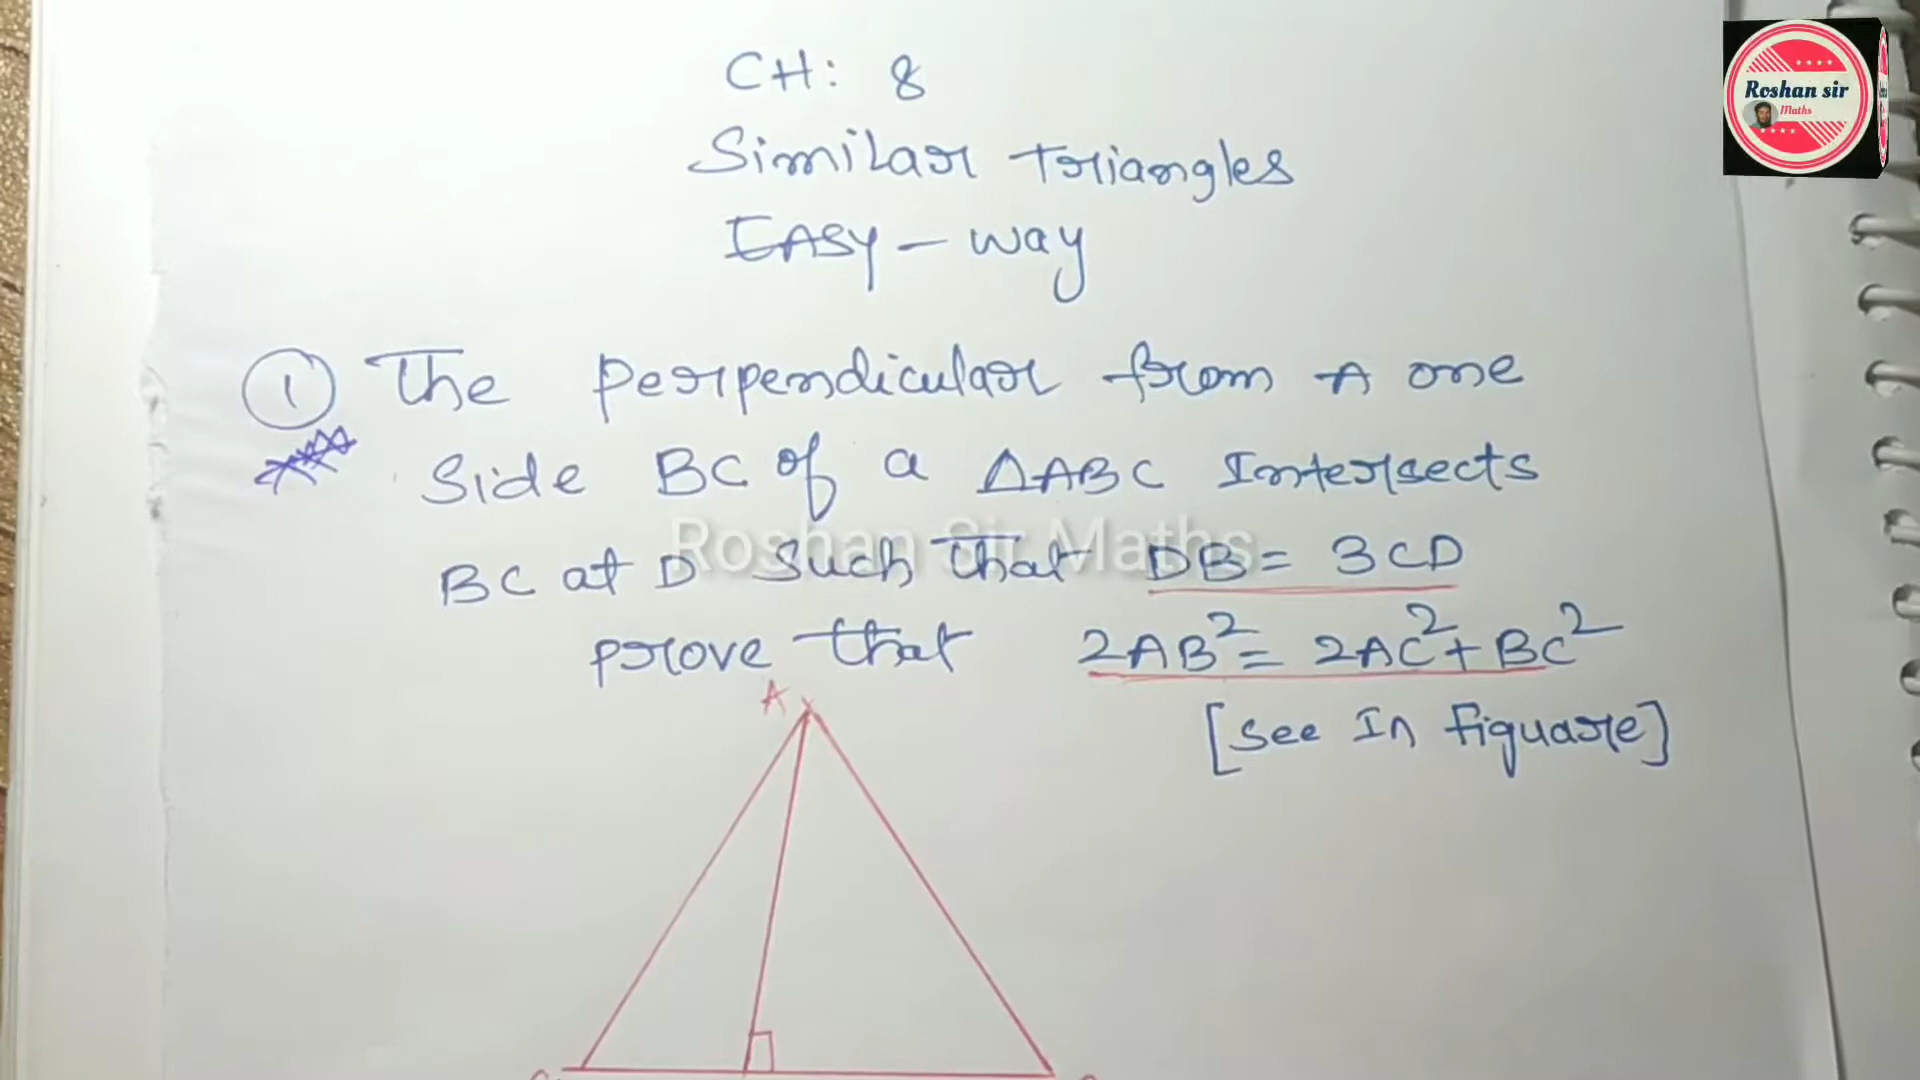 CH: 8
Similar Triangles
EASY - way
Roshan sir
Maths
① The perpendicular from A one
Side BC of a △ABC Intersects
BC at D Such that DB = 3CD
Roshan Sir Maths
prove that 2AB² = 2AC² + BC²
A
[See In figuare]